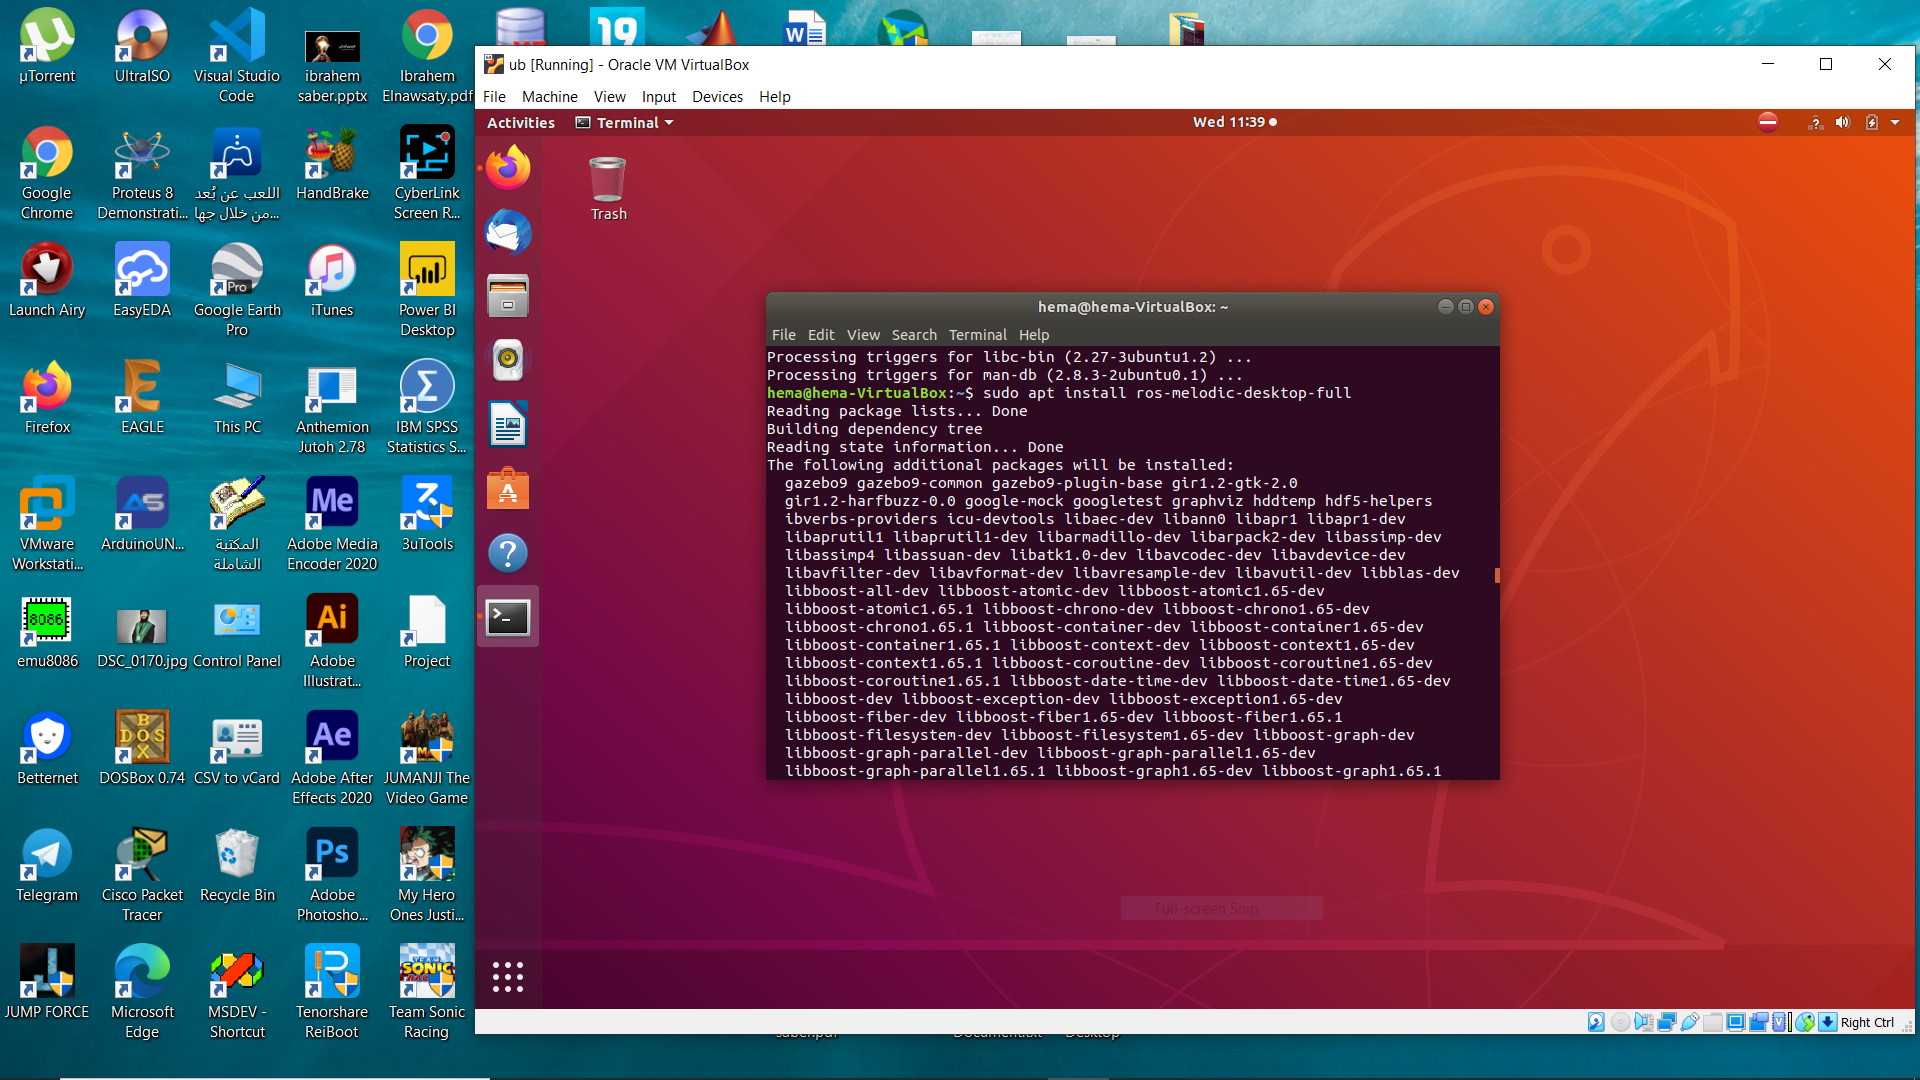 µTorrent
UltraISO
Visual Studio
Code
ibrahem
saber.pptx
Ibrahem
Elnawsaty.pdf
19
W
Google
Chrome
Proteus 8
Demonstrati...
اللعب عن بُعد
من خلال جها...
HandBrake
CyberLink
Screen R...
Launch Airy
EasyEDA
Pro
Google Earth
Pro
iTunes
Power BI
Desktop
Firefox
EAGLE
This PC
Anthemion
Jutoh 2.78
Σ
IBM SPSS
Statistics S...
VMware
Workstati...
AS
ArduinoUN...
المكتبة
الشاملة
Me
Adobe Media
Encoder 2020
3uTools
8086
emu8086
DSC_0170.jpg
Control Panel
Ai
Adobe
Illustrat...
Project
Betternet
DOSBox 0.74
CSV to vCard
Ae
Adobe After
Effects 2020
JUMANJI The
Video Game
Telegram
Cisco Packet
Tracer
Recycle Bin
Ps
Adobe
Photosho...
My Hero
Ones Justi...
JUMP FORCE
Microsoft
Edge
MSDEV -
Shortcut
Tenorshare
ReiBoot
TEAM
SONIC
Team Sonic
Racing
ub [Running] - Oracle VM VirtualBox
File Machine View Input Devices Help
Activities Terminal Wed 11:39
Trash
hema@hema-VirtualBox: ~
File Edit View Search Terminal Help
Processing triggers for libc-bin (2.27-3ubuntu1.2) ...
Processing triggers for man-db (2.8.3-2ubuntu0.1) ...
hema@hema-VirtualBox:~$ sudo apt install ros-melodic-desktop-full
Reading package lists... Done
Building dependency tree
Reading state information... Done
The following additional packages will be installed:
gazebo9 gazebo9-common gazebo9-plugin-base gir1.2-gtk-2.0
gir1.2-harfbuzz-0.0 google-mock googletest graphviz hddtemp hdf5-helpers
ibverbs-providers icu-devtools libaec-dev libann0 libapr1 libapr1-dev
libaprutil1 libaprutil1-dev libarmadillo-dev libarpack2-dev libassimp-dev
libassimp4 libassuan-dev libatk1.0-dev libavcodec-dev libavdevice-dev
libavfilter-dev libavformat-dev libavresample-dev libavutil-dev libblas-dev
libboost-all-dev libboost-atomic-dev libboost-atomic1.65-dev
libboost-atomic1.65.1 libboost-chrono-dev libboost-chrono1.65-dev
libboost-chrono1.65.1 libboost-container-dev libboost-container1.65-dev
libboost-container1.65.1 libboost-context-dev libboost-context1.65-dev
libboost-context1.65.1 libboost-coroutine-dev libboost-coroutine1.65-dev
libboost-coroutine1.65.1 libboost-date-time-dev libboost-date-time1.65-dev
libboost-dev libboost-exception-dev libboost-exception1.65-dev
libboost-fiber-dev libboost-fiber1.65-dev libboost-fiber1.65.1
libboost-filesystem-dev libboost-filesystem1.65-dev libboost-graph-dev
libboost-graph-parallel-dev libboost-graph-parallel1.65-dev
libboost-graph-parallel1.65.1 libboost-graph1.65-dev libboost-graph1.65.1
Full-screen Snip
Right Ctrl